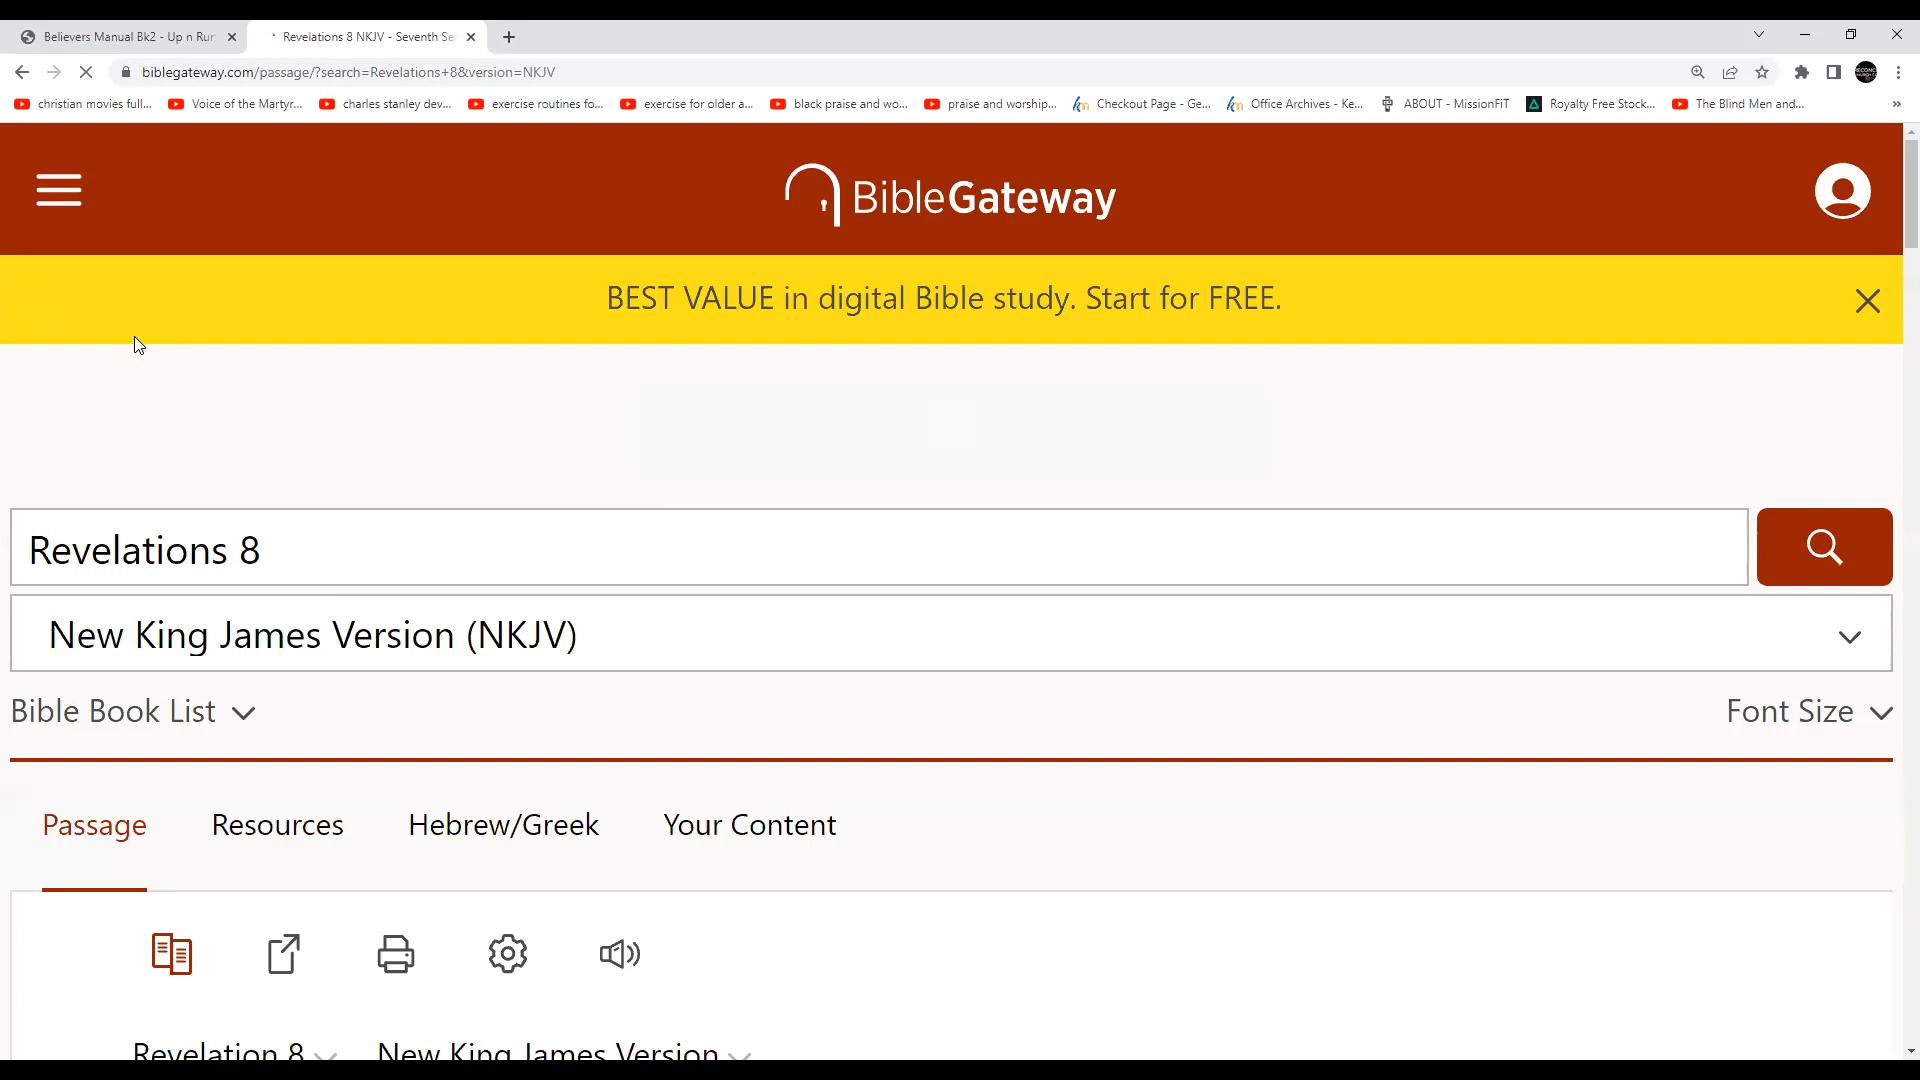 Believers Manual Bk2 - Up n Run
Revelations 8 NKJV - Seventh Se
biblegateway.com/passage/?search=Revelations+8&version=NKJV
christian movies full...
Voice of the Martyr...
charles stanley dev...
exercise routines fo...
exercise for older a...
black praise and wo...
praise and worship...
Checkout Page - Ge...
Office Archives - Ke...
ABOUT - MissionFiT
Royalty Free Stock...
The Blind Men and...
BibleGateway
BEST VALUE in digital Bible study. Start for FREE.
Revelations 8
New King James Version (NKJV)
Bible Book List
Font Size
Passage
Resources
Hebrew/Greek
Your Content
Revelation 8
New King James Version